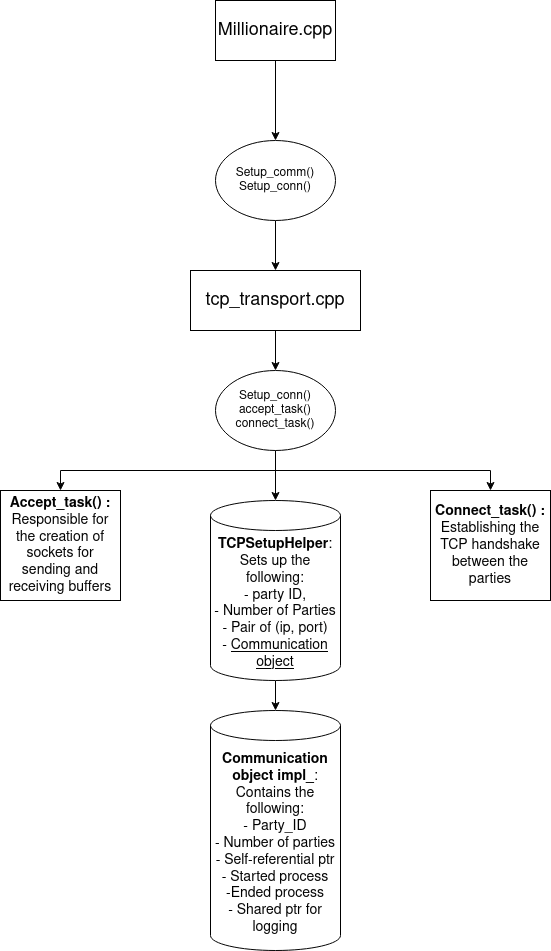 Millionaire.cpp
Setup_comm()
Setup_conn()
tcp_transport.cpp
Setup_conn()
accept_task()
connect_task()
Accept_task() :
Responsible for
the creation of
sockets for
sending and
receiving buffers
TCPSetupHelper:
Sets up the
following:
- party ID,
- Number of Parties
- Pair of (ip, port)
- Communication
object
Connect_task() :
Establishing the
TCP handshake
between the
parties
Communication
object impl_:
Contains the
following:
- Party_ID
- Number of parties
- Self-referential ptr
- Started process
-Ended process
- Shared ptr for
logging